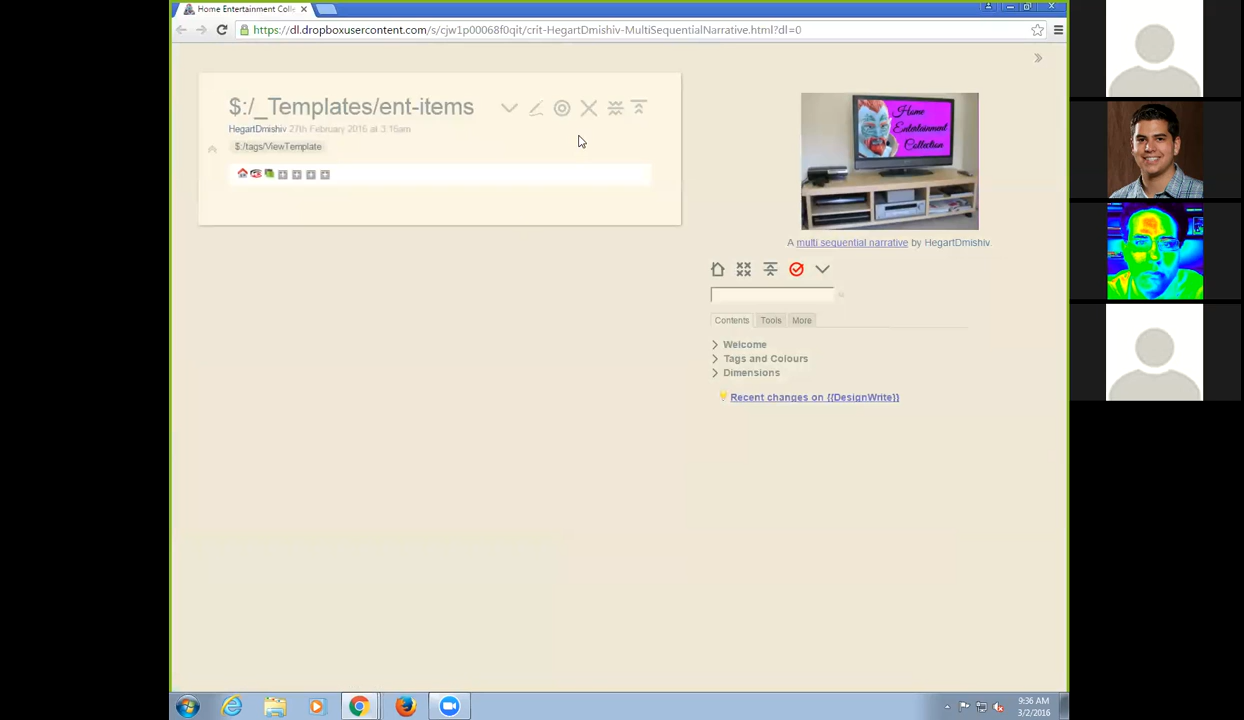 Home Entertainment Colle
https://dl.dropboxusercontent.com/s/cjw1p00068f0qit/crit-HegartDmishiv-MultiSequentialNarrative.html?dl=0
$:/_Templates/ent-items
HegartDmishiv 27th February 2016 at 3:15am
$:/tags/ViewTemplate
Home
Entertainment
Collection
A multi sequential narrative by HegartDmishiv.
Contents Tools More
Welcome
Tags and Colours
Dimensions
Recent changes on {{DesignWrite}}
9:36 AM
3/2/2016